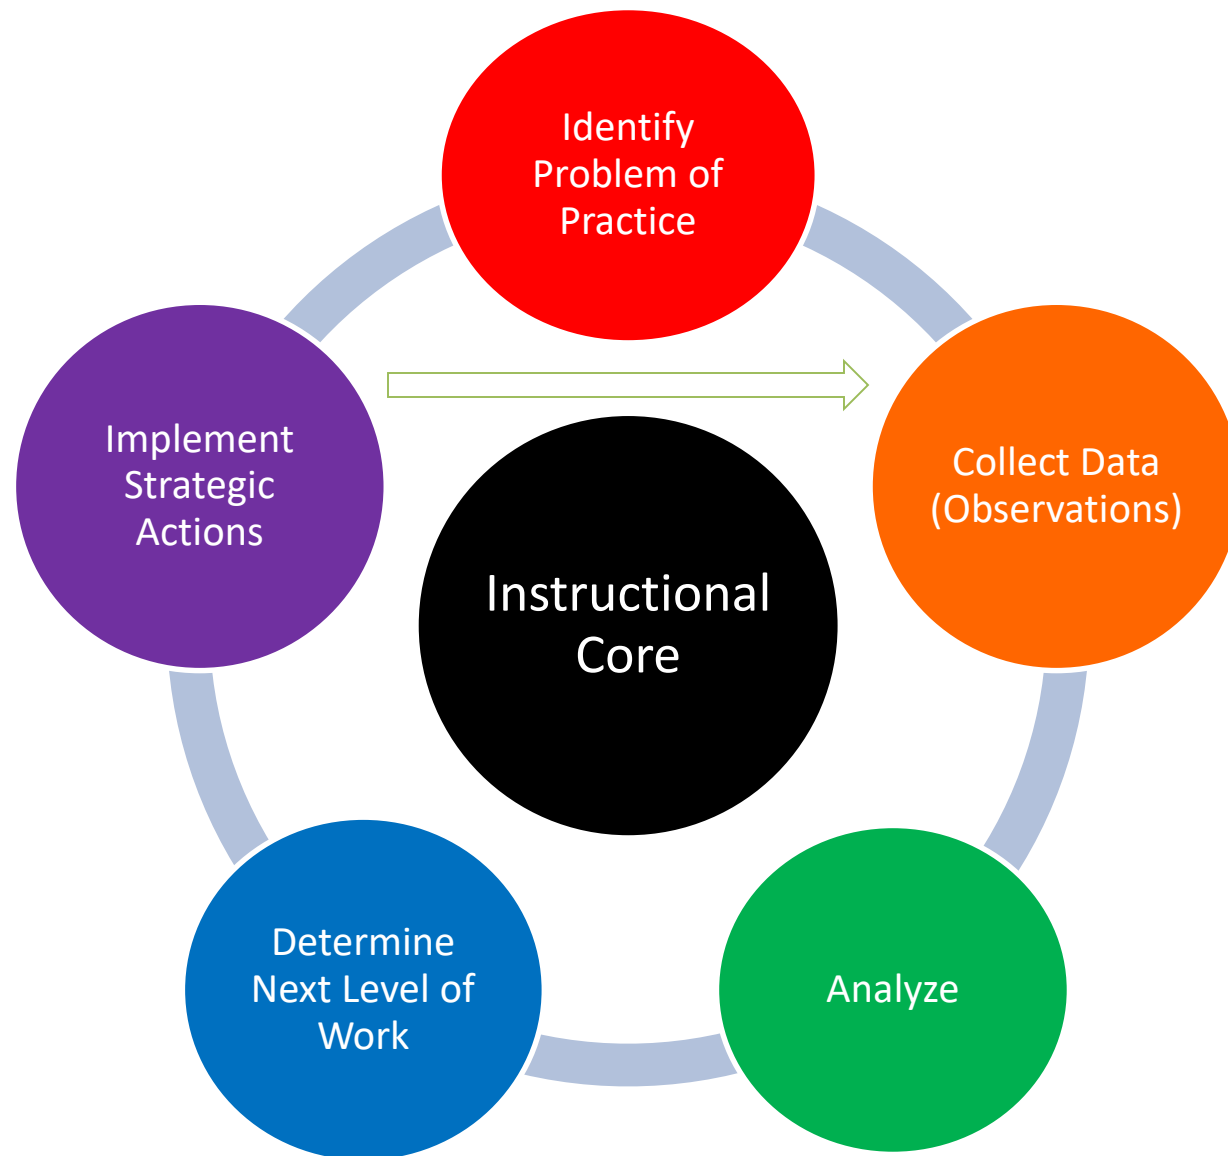 Identify
Problem of
Practice
Implement
Strategic
Actions
Collect Data
(Observations)
Instructional
Core
Determine
Next Level of
Work
Analyze